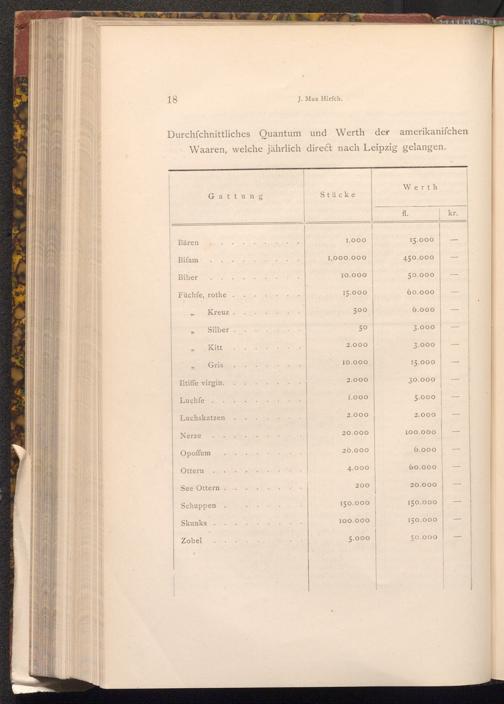 18
J. Max Hirſch.
Durchſchnittliches Quantum und Werth der amerikaniſchen
Waaren, welche jährlich direct nach Leipzig gelangen.
Gattung Stücke Werth
fl. kr.
Bären . . . . . . . . . 1.000 15.000 —
Biſam . . . . . . . . . 1,000.000 450.000 —
Biber . . . . . . . . . 10.000 50.000 —
Füchſe, rothe . . . . . . . 15.000 60.000 —
„ Kreuz . . . . . . . 500 6.000 —
„ Silber . . . . . . . 50 3.000 —
„ Kitt . . . . . . . 2.000 3.000 —
„ Gris . . . . . . . 10.000 15.000 —
Iltiſſe virgin. . . . . . . . 2.000 30.000 —
Luchſe . . . . . . . . . 1.000 5.000 —
Luchskatzen . . . . . . . 2.000 2.000 —
Nerze . . . . . . . . . 20.000 100.000 —
Opoſſum . . . . . . . . 20.000 6.000 —
Ottern . . . . . . . . . 4.000 60.000 —
See Ottern . . . . . . . . 200 20.000 —
Schuppen . . . . . . . . 150.000 150.000 —
Skunks . . . . . . . . . 100.000 150.000 —
Zobel . . . . . . . . . 5.000 50.000 —